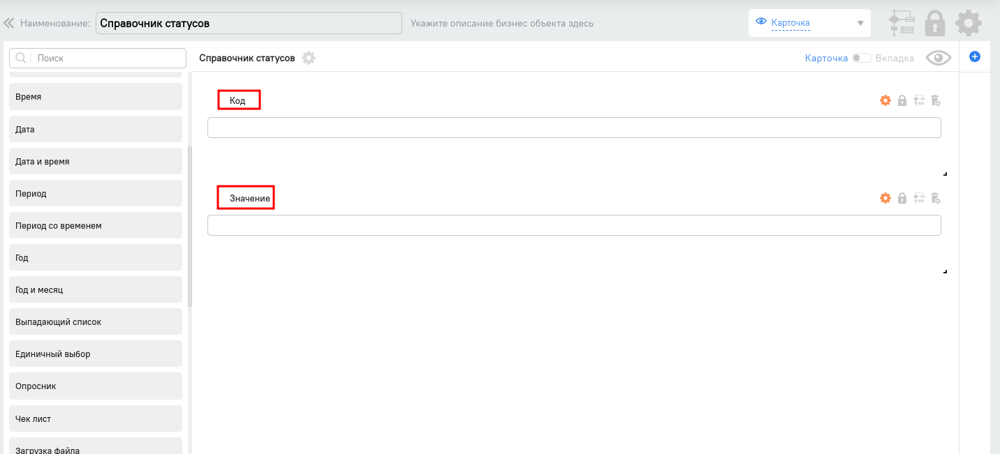 Наименование: Справочник статусов Укажите описание бизнес объекта здесь Карточка
Поиск Справочник статусов Карточка Вкладка
Время
Дата
Дата и время
Период
Период со временем
Год
Год и месяц
Выпадающий список
Единичный выбор
Опросник
Чек лист
Загрузка файла
Код
Значение